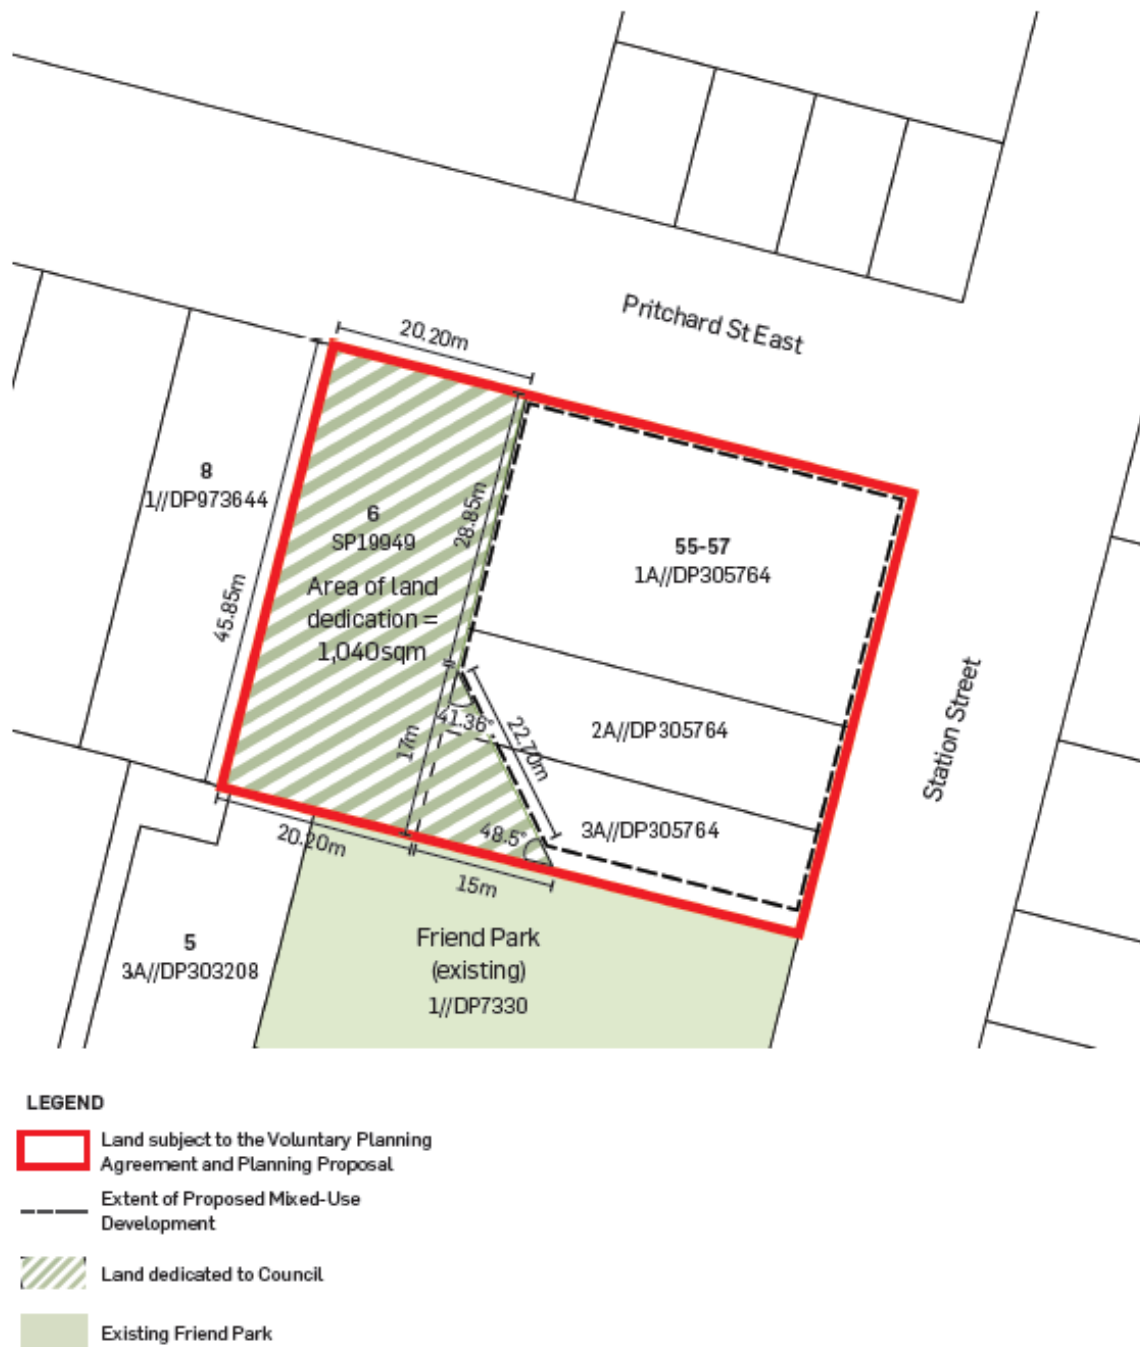 Pritchard St East
20.20m
8
1//DP973644
6
SP19949
28.85m
55-57
1A//DP305764
Area of land
dedication =
1,040sqm
45.85m
41.36°
22.70m
17m
2A//DP305764
Station Street
48.5°
3A//DP305764
20.20m
15m
5
3A//DP303208
Friend Park
(existing)
1//DP7330
LEGEND
Land subject to the Voluntary Planning
Agreement and Planning Proposal
Extent of Proposed Mixed-Use
Development
Land dedicated to Council
Existing Friend Park